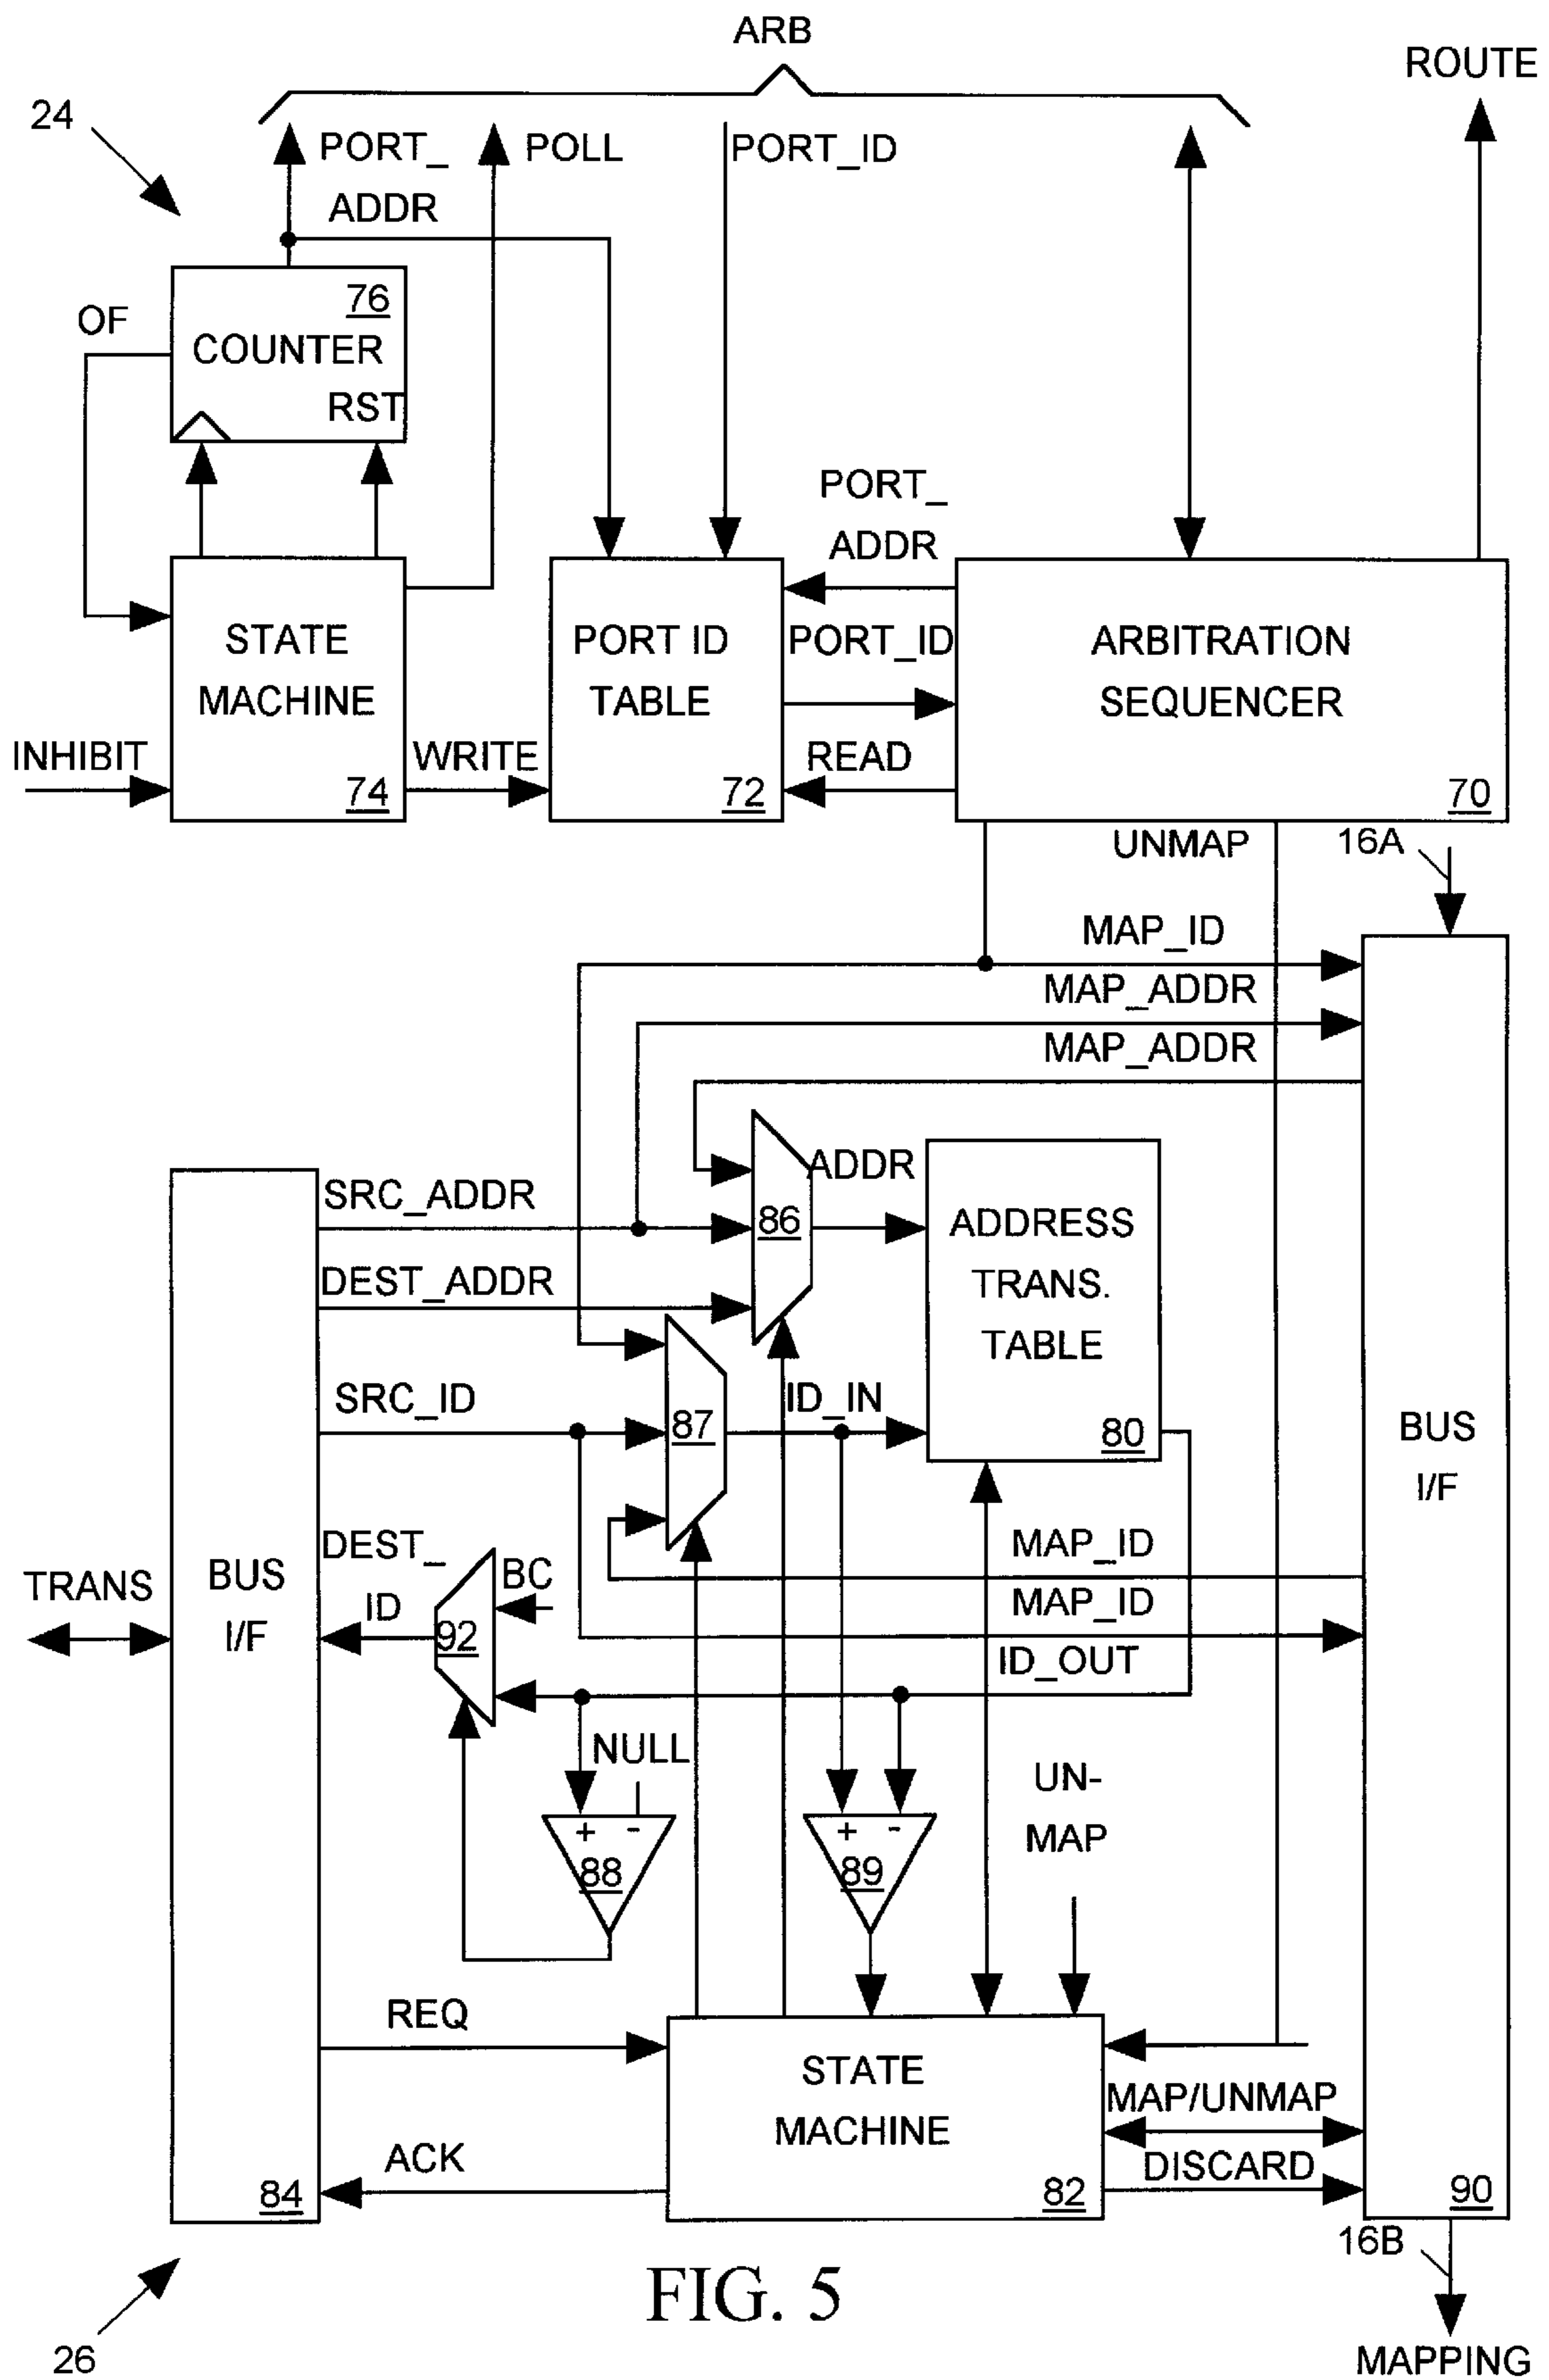 ARB
ROUTE
24
PORT_
ADDR
POLL
PORT_ID
OF
76
COUNTER
RST
PORT_
ADDR
STATE
MACHINE
74
INHIBIT
WRITE
PORT ID
TABLE
72
PORT_ID
READ
ARBITRATION
SEQUENCER
70
UNMAP
16A
MAP_ID
MAP_ADDR
MAP_ADDR
SRC_ADDR
86
ADDR
ADDRESS
TRANS.
TABLE
80
DEST_ADDR
SRC_ID
87
ID_IN
BUS
I/F
DEST_
ID
BC
92
TRANS
BUS
I/F
MAP_ID
MAP_ID
ID_OUT
NULL
+ -
88
+ -
89
UN-
MAP
REQ
STATE
MACHINE
82
MAP/UNMAP
DISCARD
ACK
84
90
16B
FIG. 5
26
MAPPING